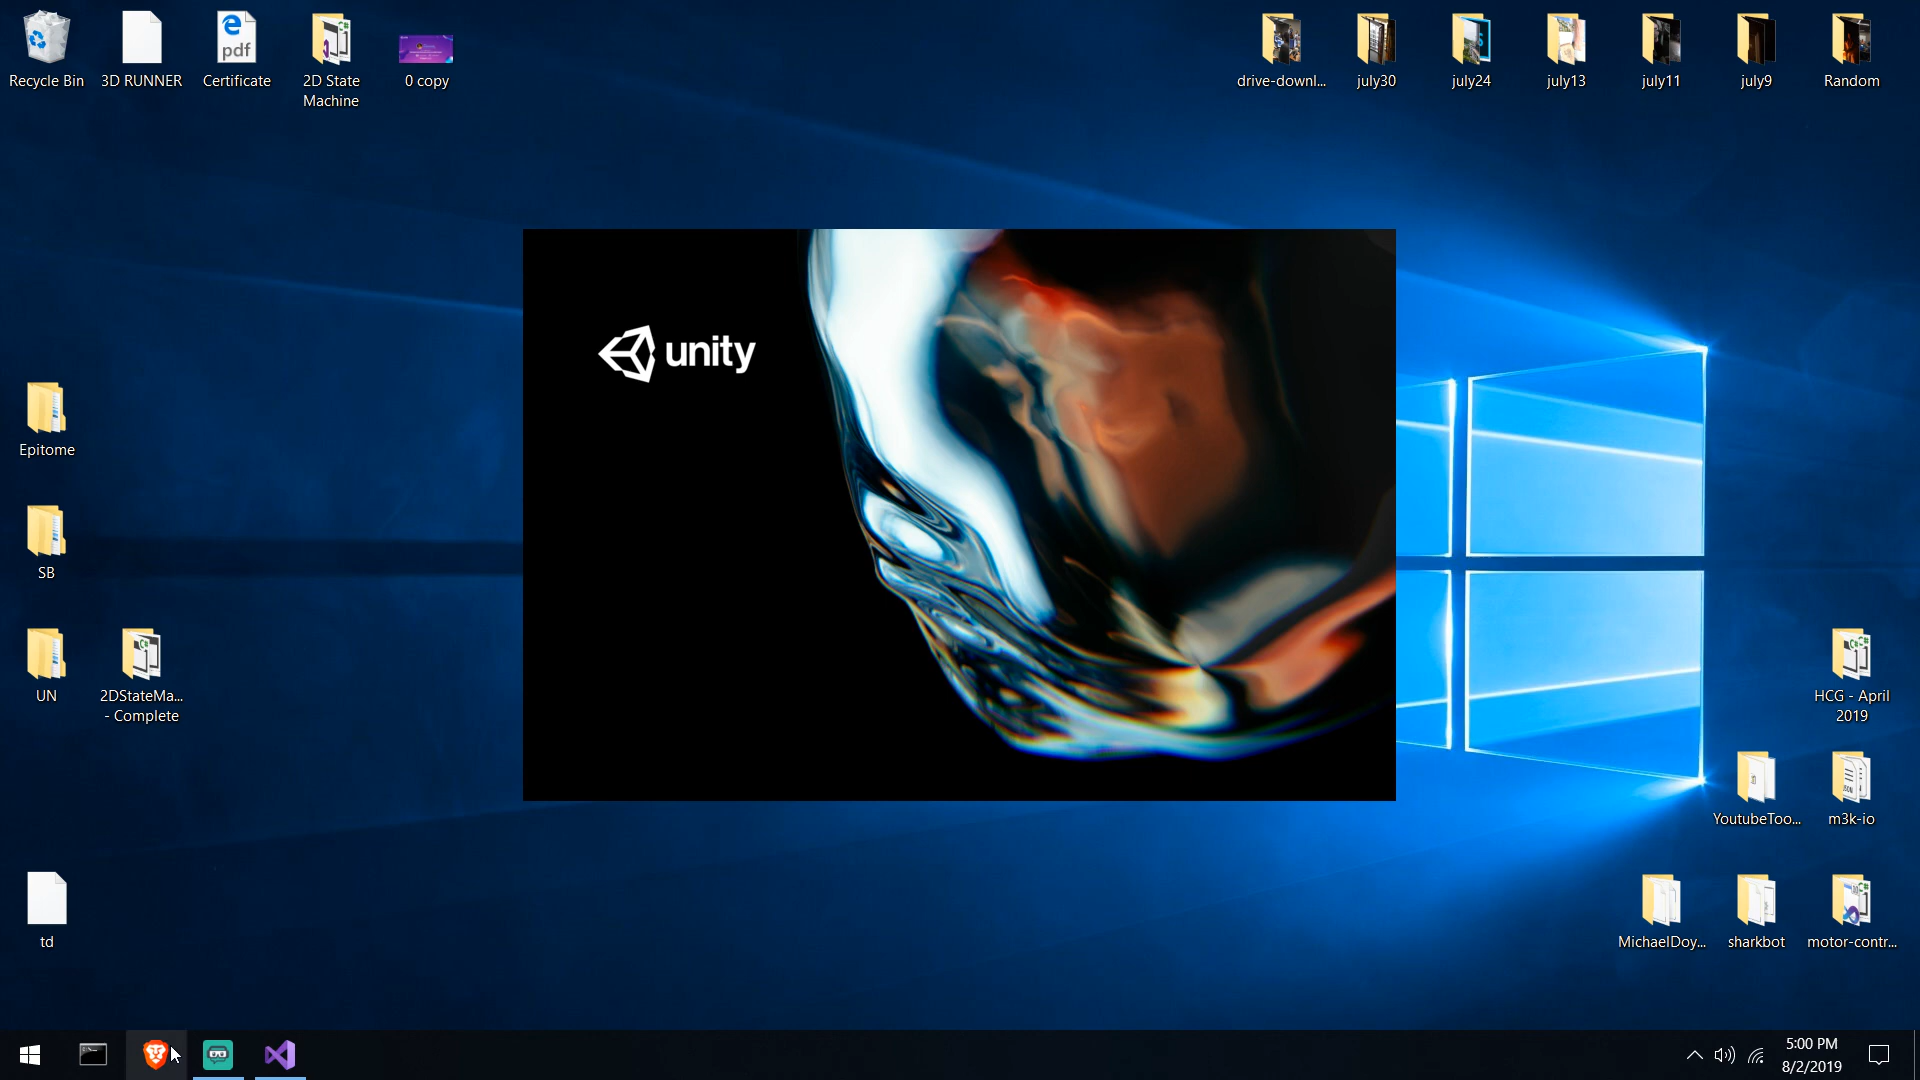 Recycle Bin
3D RUNNER
Certificate
pdf
2D State
Machine
0 copy
drive-downl...
july30
july24
july13
july11
july9
Random
unity
Epitome
SB
UN
2DStateMa...
- Complete
HCG - April
2019
YoutubeToo...
m3k-io
td
MichaelDoy...
sharkbot
motor-contr...
5:00 PM
8/2/2019